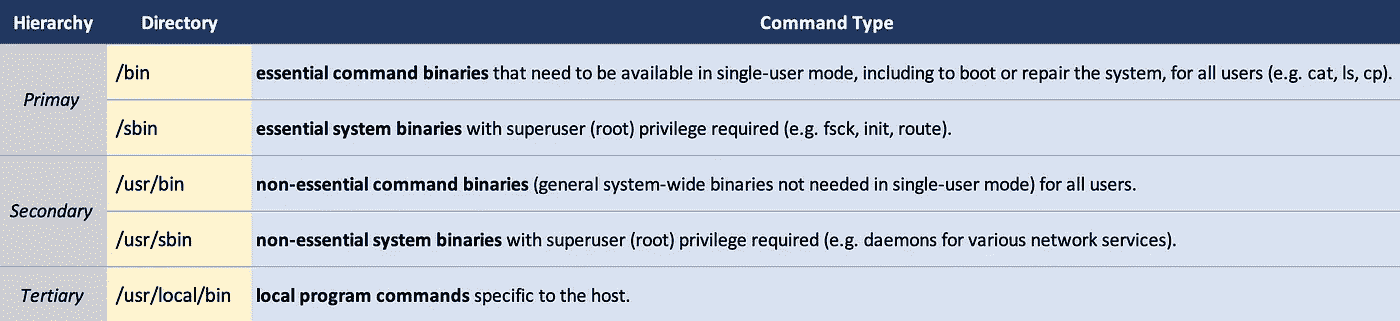 Hierarchy Directory Command Type
Primay
/bin essential command binaries that need to be available in single-user mode, including to boot or repair the system, for all users (e.g. cat, ls, cp).
/sbin essential system binaries with superuser (root) privilege required (e.g. fsck, init, route).
Secondary
/usr/bin non-essential command binaries (general system-wide binaries not needed in single-user mode) for all users.
/usr/sbin non-essential system binaries with superuser (root) privilege required (e.g. daemons for various network services).
Tertiary /usr/local/bin local program commands specific to the host.